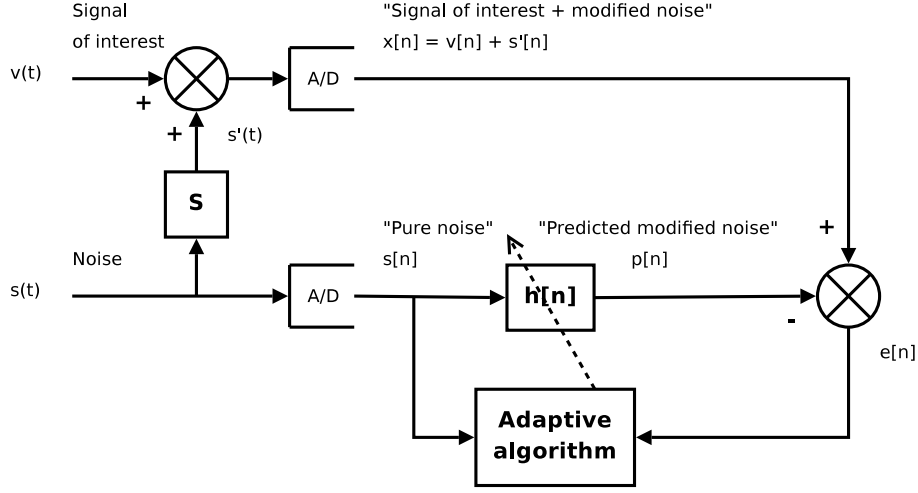 Signal
of interest
"Signal of interest + modified noise"
x[n] = v[n] + s'[n]
v(t)
A/D
+
+
s'(t)
S
Noise
"Pure noise"
"Predicted modified noise"
+
s[n]
p[n]
s(t)
A/D
h[n]
-
e[n]
Adaptive
algorithm